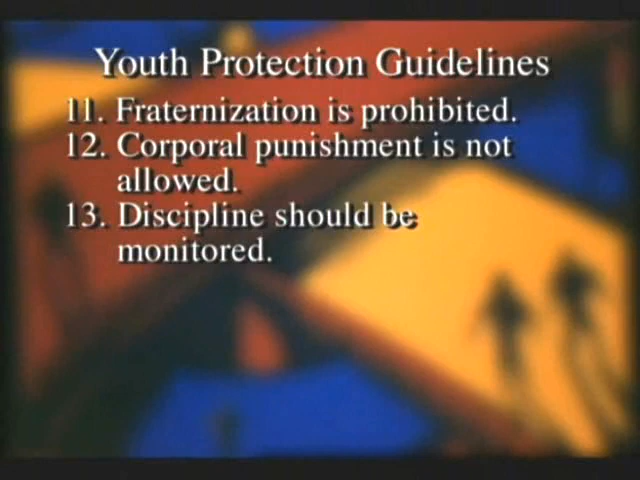 Youth Protection Guidelines
11. Fraternization is prohibited.
12. Corporal punishment is not
allowed.
13. Discipline should be
monitored.